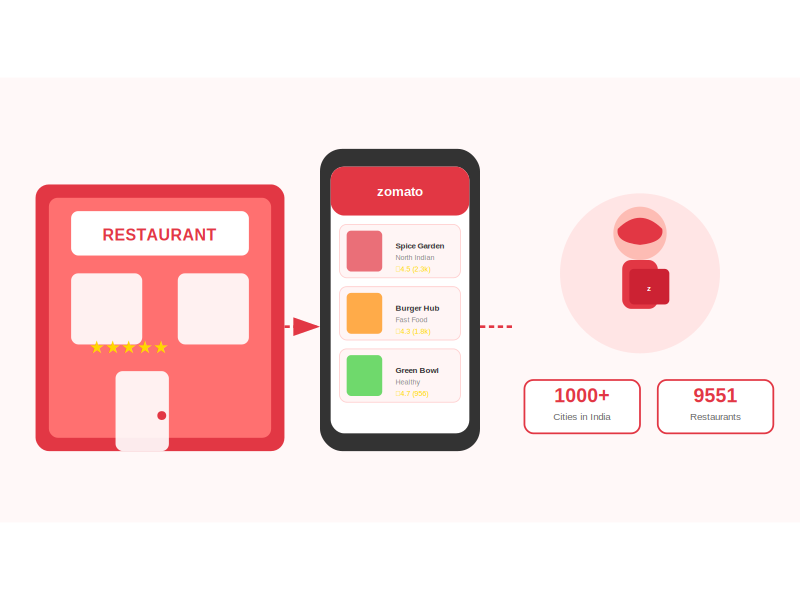 RESTAURANT
★★★★★
zomato
Spice Garden
North Indian
4.5 (2.3k)
Burger Hub
Fast Food
4.3 (1.8k)
Green Bowl
Healthy
4.7 (959)
z
1000+
Cities in India
9551
Restaurants